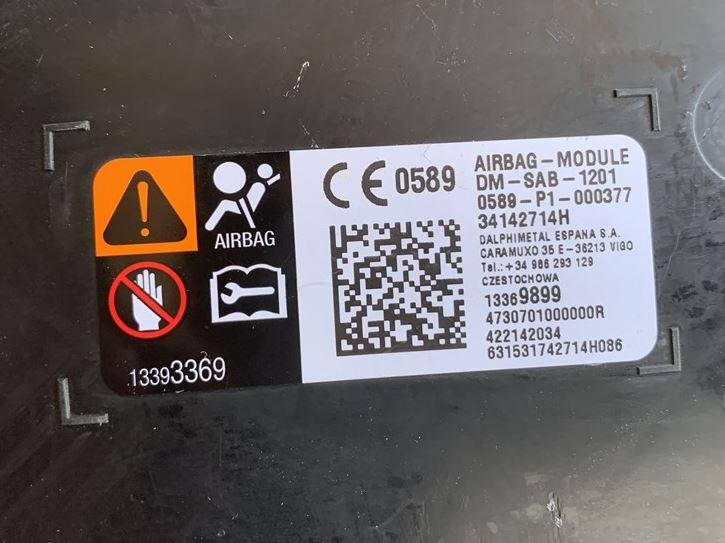 AIRBAG
13393369
CE 0589
AIRBAG-MODULE
DM-SAB-1201
0589-P1-000377
34142714H
DALPHIMETAL ESPANA S.A.
CARAMUXO 35 E-36213 VIGO
Tel.: +34 986 293 129
CZESTOCHOWA
13369899
4730701000000R
422142034
631531742714H086